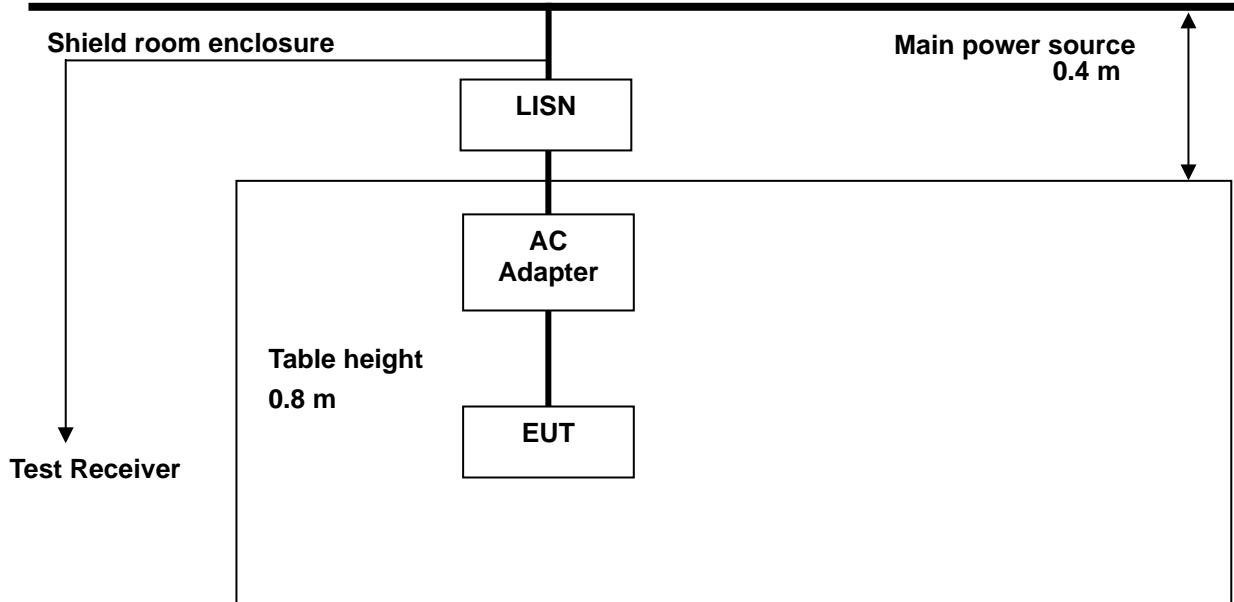 Shield room enclosure
Main power source
0.4 m
LISN
AC
Adapter
Table height
0.8 m
EUT
Test Receiver